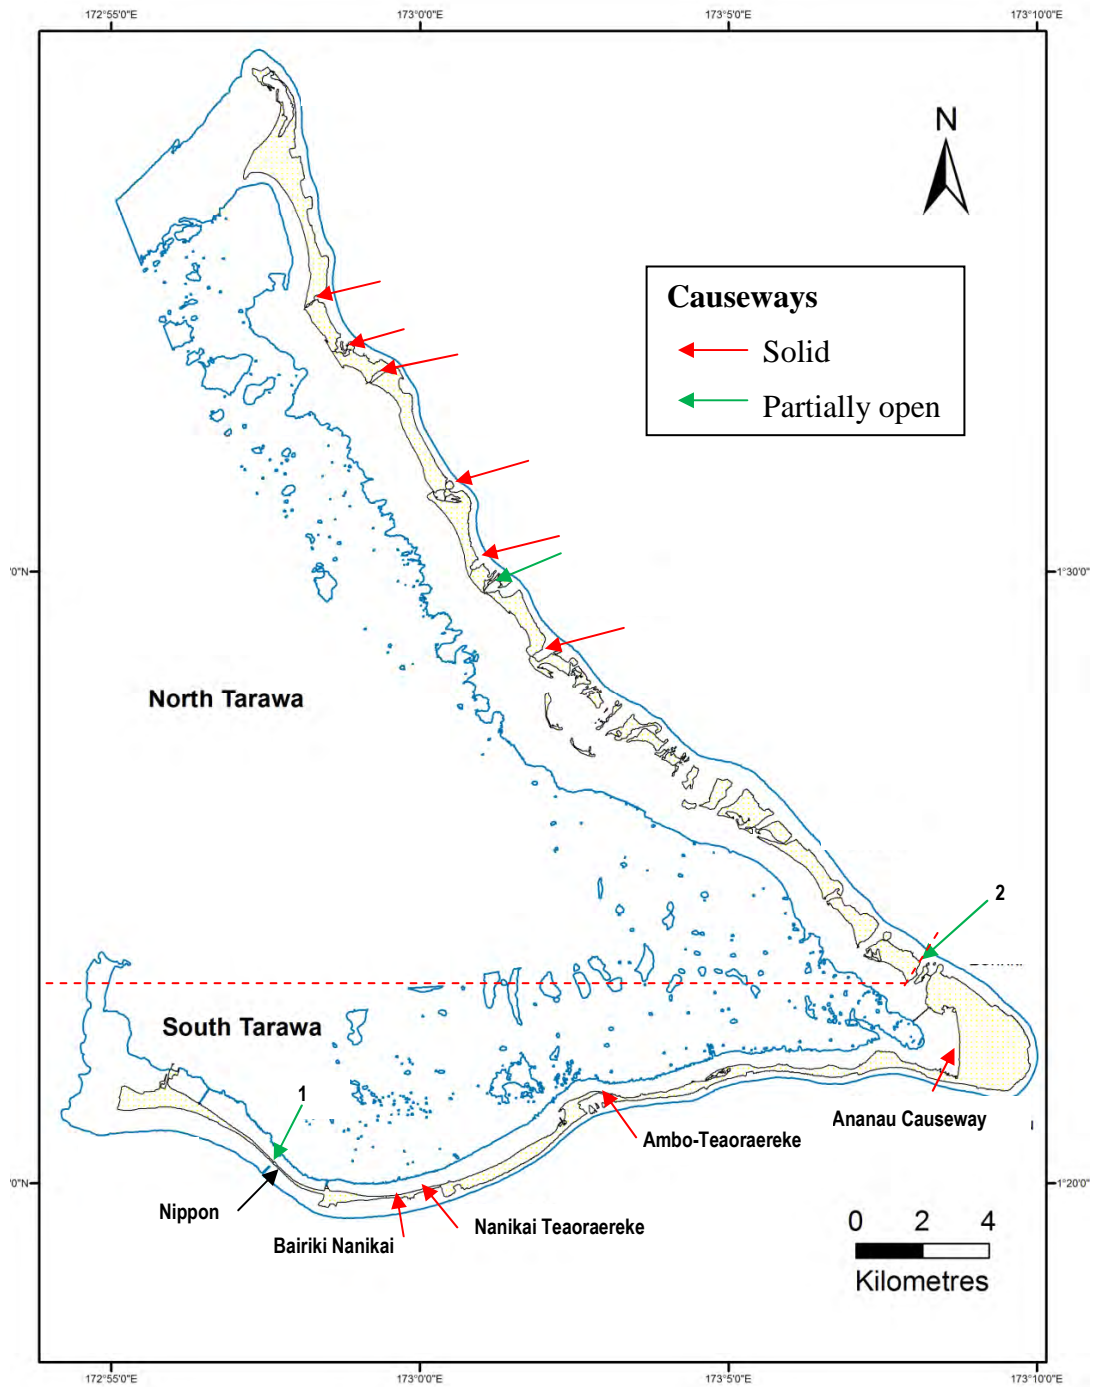 172°55'0"E 173°0'0"E 173°5'0"E 173°10'0"E
N
Causeways
Solid
Partially open
'0"N 1°30'0"
North Tarawa
2
South Tarawa
1
Ananau Causeway
Ambo-Teaoraereke
'0"N 1°20'0"
Nippon
Nanikai Teaoraereke
Bairiki Nanikai
0 2 4
Kilometres
172°55'0"E 173°0'0"E 173°5'0"E 173°10'0"E